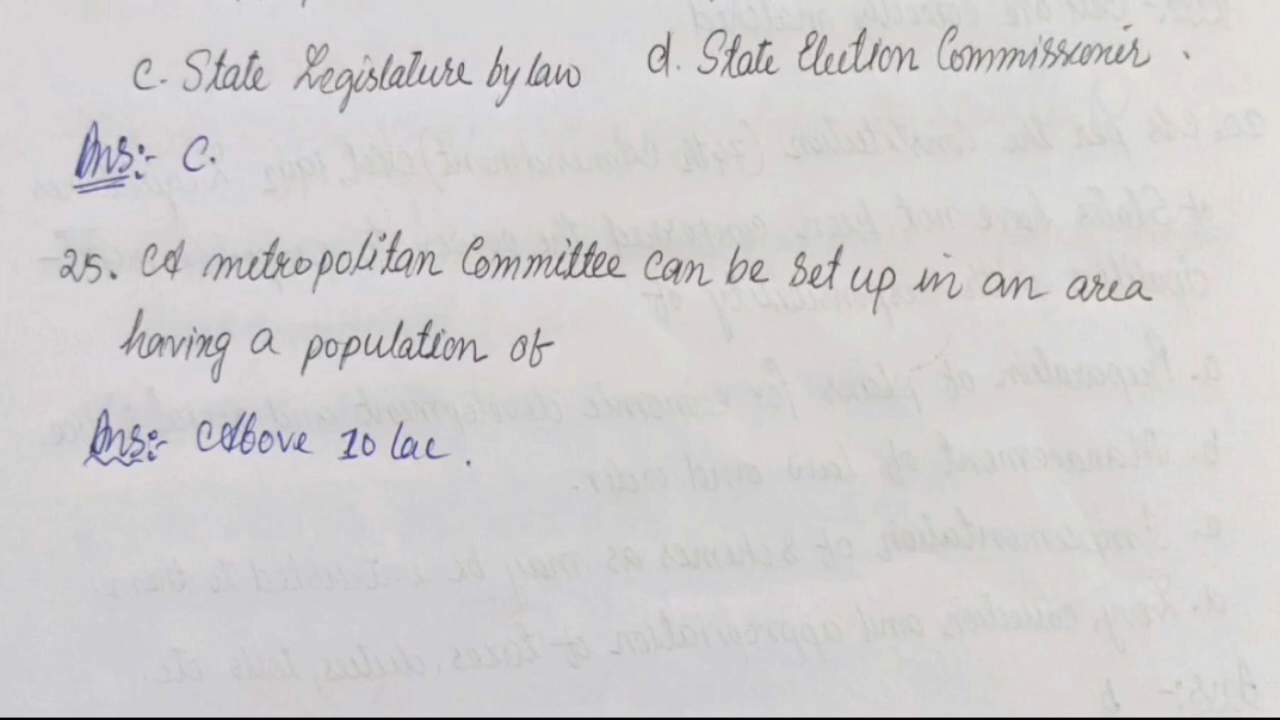 c. State Legislature by law d. State Election Commissioner.
Ans:- C.
25. A metropolitan Committee can be set up in an area
having a population of
Ans:- Above 10 lac.